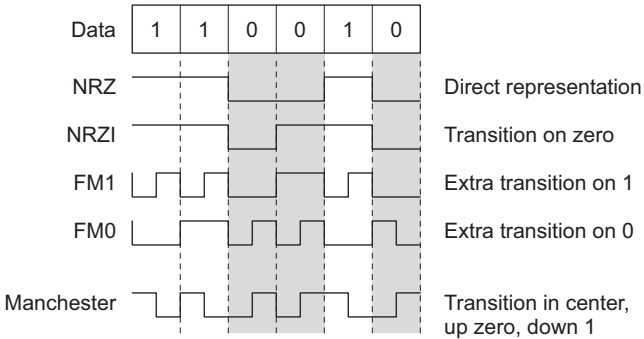 Data 1 1 0 0 1 0
NRZ Direct representation
NRZI Transition on zero
FM1 Extra transition on 1
FM0 Extra transition on 0
Manchester Transition in center,
up zero, down 1